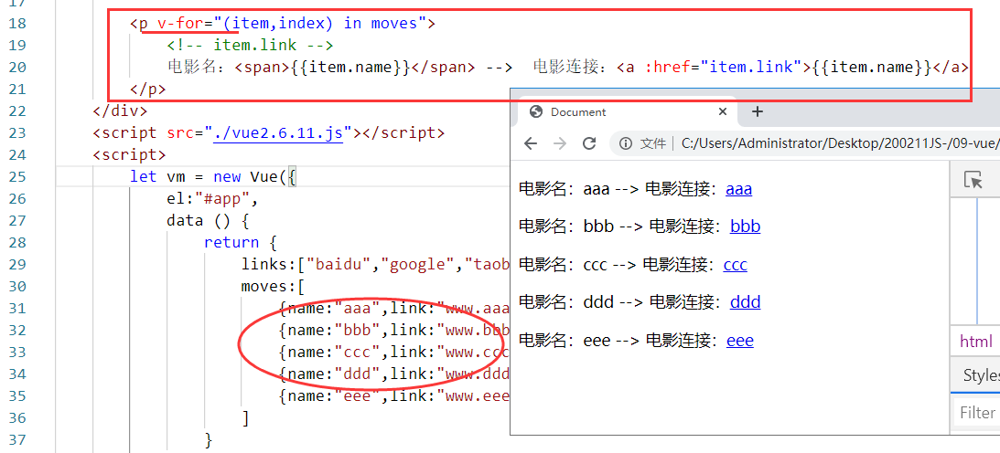 17
18 <p v-for="(item,index) in moves">
19 <!-- item.link -->
20 电影名：<span>{{item.name}}</span> --> 电影连接：<a :href="item.link">{{item.name}}</a>
21 </p>
22 </div>
23 <script src="./vue2.6.11.js"></script>
24 <script>
25 let vm = new Vue({
26 el:"#app",
27 data () {
28 return {
29 links:["baidu","google","taob
30 moves:[
31 {name:"aaa",link:"www.aaa
32 {name:"bbb",link:"www.bbb
33 {name:"ccc",link:"www.ccc
34 {name:"ddd",link:"www.ddd
35 {name:"eee",link:"www.eee
36 ]
37 }
Document
文件 C:/Users/Administrator/Desktop/200211JS-/09-vue/
电影名：aaa --> 电影连接：aaa
电影名：bbb --> 电影连接：bbb
电影名：ccc --> 电影连接：ccc
电影名：ddd --> 电影连接：ddd
电影名：eee --> 电影连接：eee
html
Styles
Filter